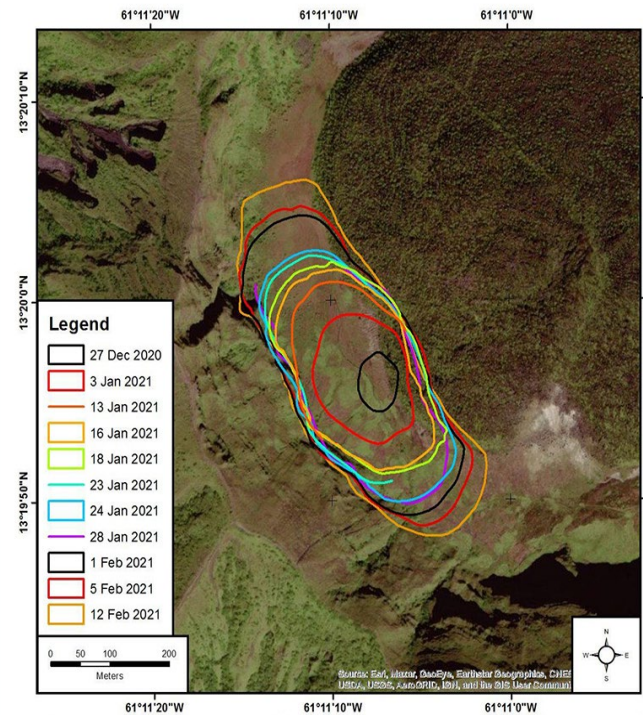 61°11'20"W 61°11'10"W 61°11'0"W
13°20'10"N
13°20'0"N
13°19'50"N
Legend
27 Dec 2020
3 Jan 2021
13 Jan 2021
16 Jan 2021
18 Jan 2021
23 Jan 2021
24 Jan 2021
28 Jan 2021
1 Feb 2021
5 Feb 2021
12 Feb 2021
0 50 100 200
Meters
N
W E
S
Source: Esri, Maxar, GeoEye, Earthstar Geographics, CNES
USDA, USGS, AeroGRID, IGN, and the GIS User Communi
61°11'20"W 61°11'10"W 61°11'0"W